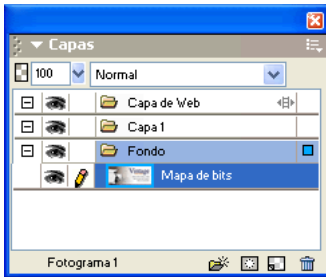 Capas
100 Normal
Capa de Web
Capa 1
Fondo
Mapa de bits
Fotograma 1